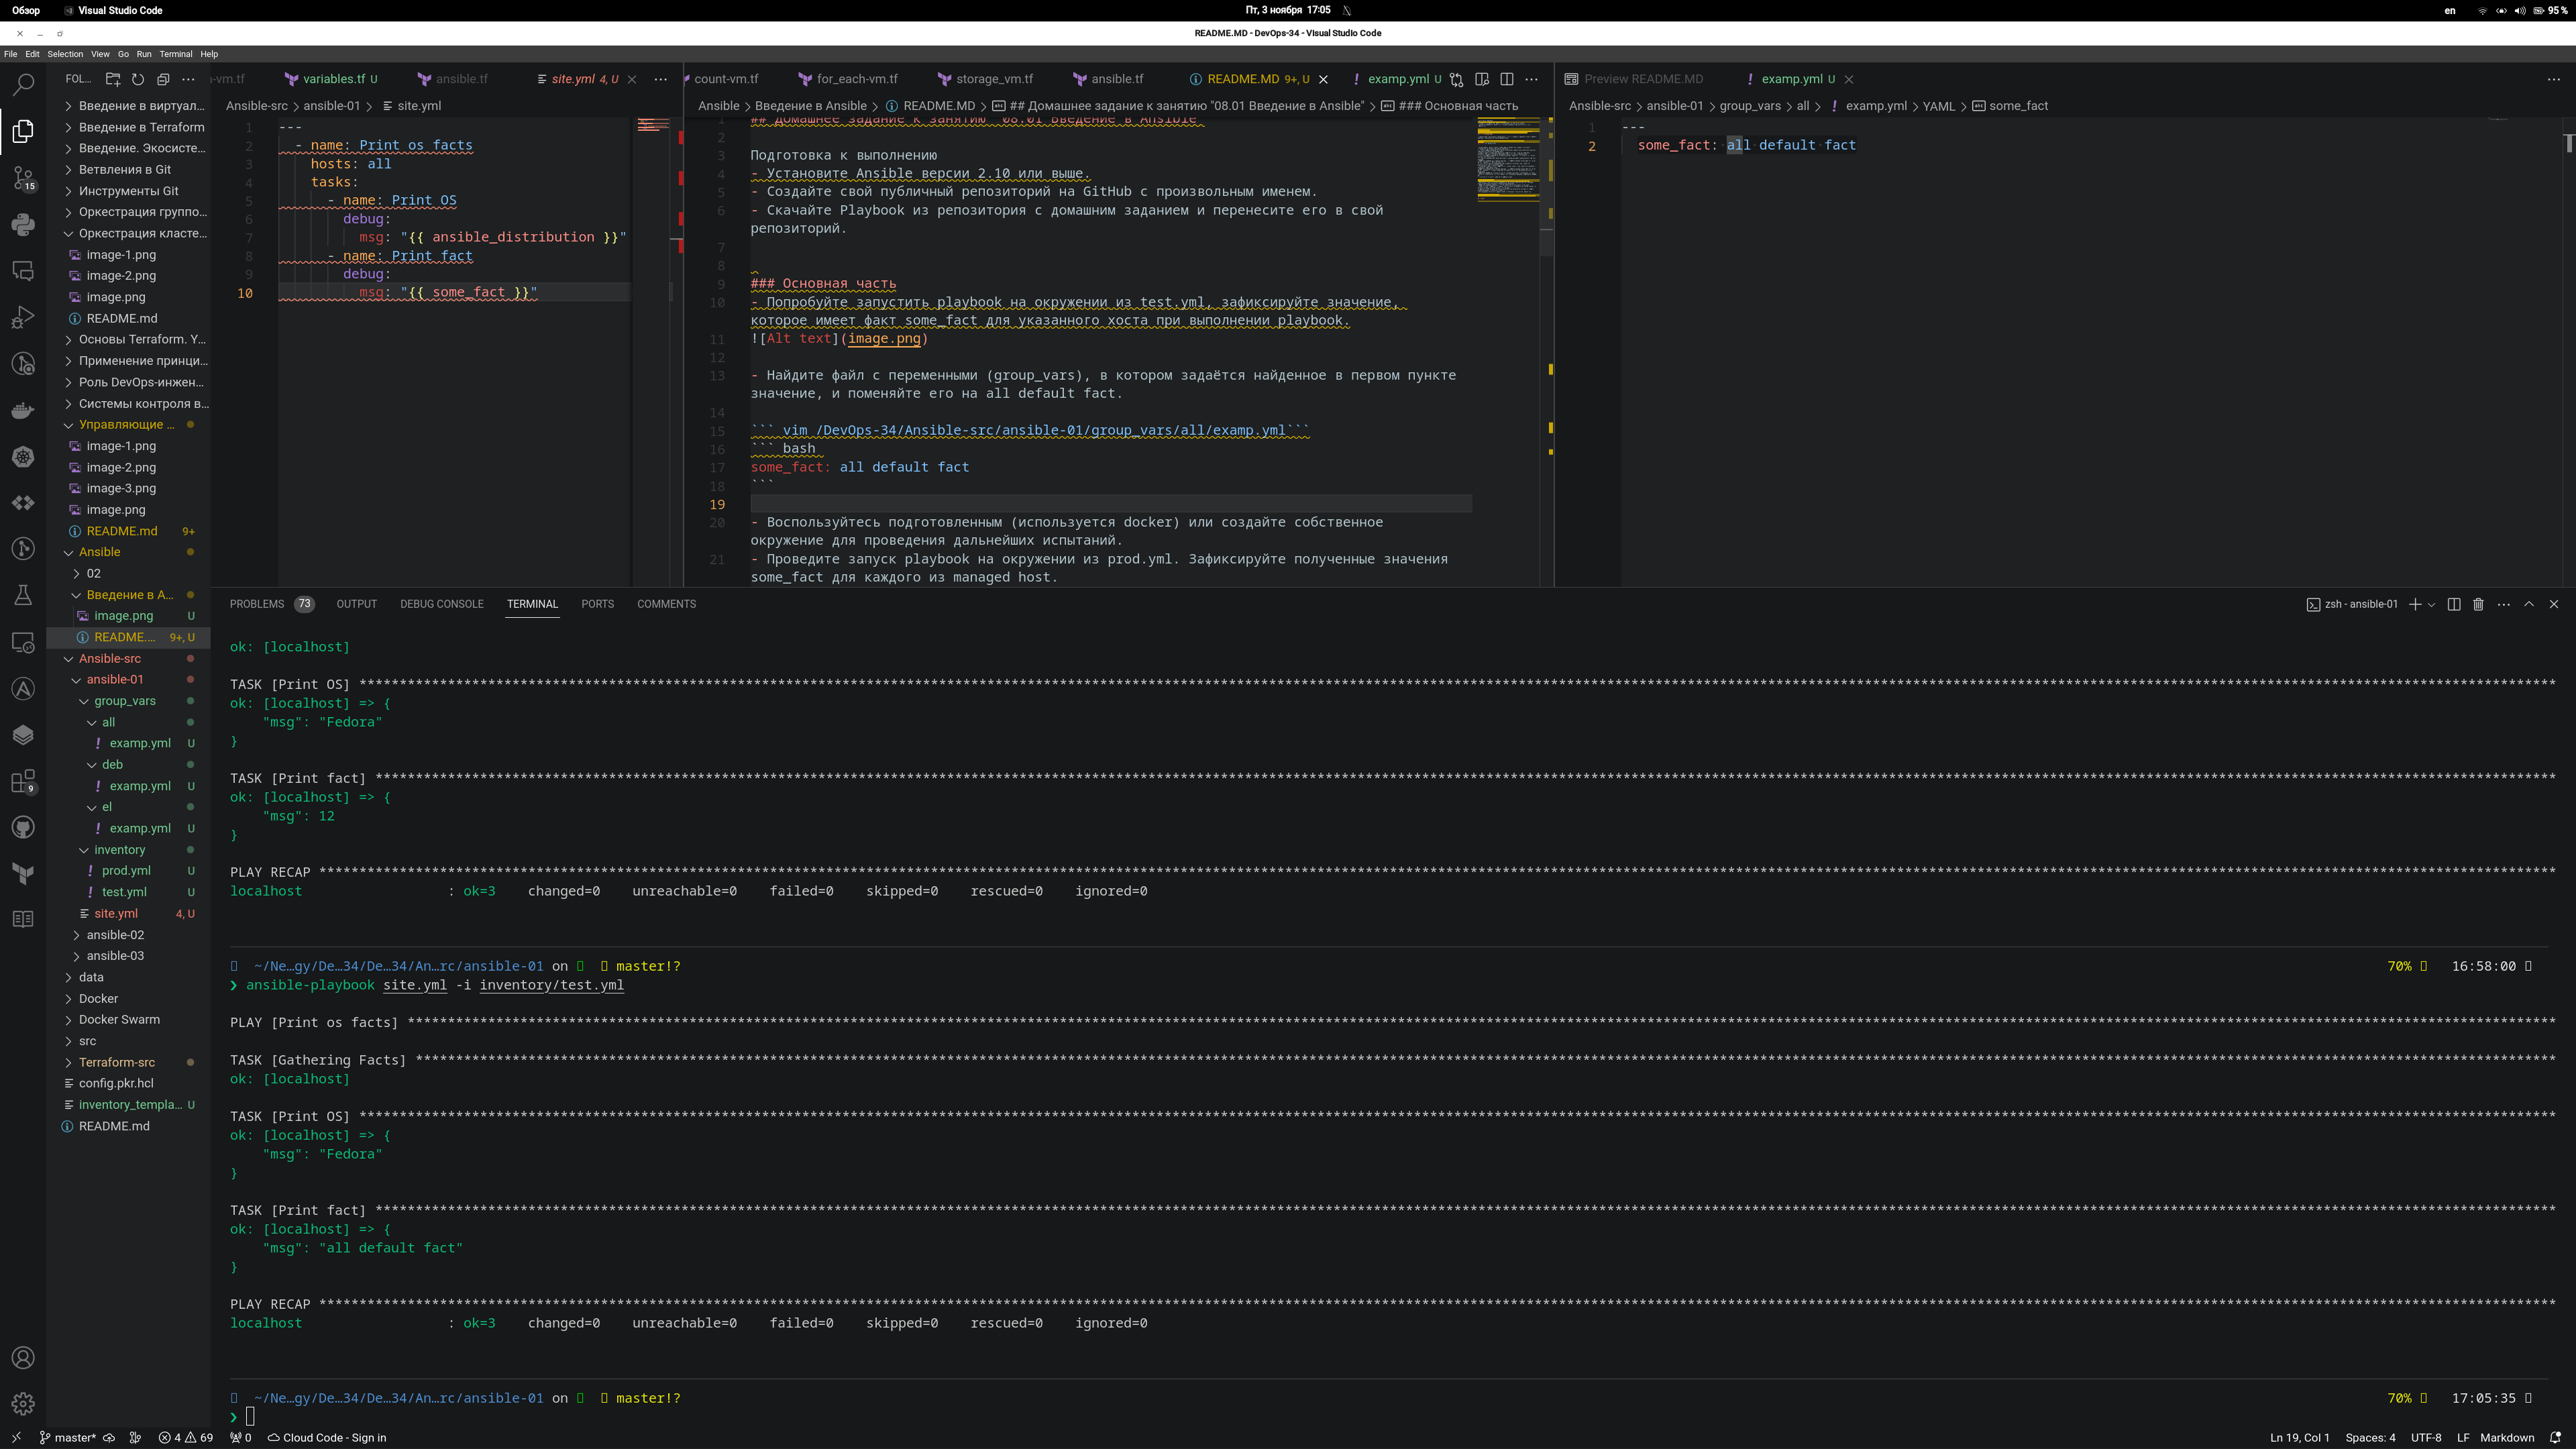 Обзор
Visual Studio Code
Пт, 3 ноября 17:05
en
95 %
README.MD - DevOps-34 - Visual Studio Code
File Edit Selection View Go Run Terminal Help
FOL...
Введение в виртуал...
Введение в Terraform
Введение. Экосисте...
Ветвления в Git
Инструменты Git
Оркестрация группо...
Оркестрация класте...
image-1.png
image-2.png
image.png
README.md
Основы Terraform. Y...
Применение принци...
Роль DevOps-инжен...
Системы контроля в...
Управляющие ...
image-1.png
image-2.png
image-3.png
image.png
README.md 9+
Ansible
02
Введение в А...
image.png U
README.... 9+, U
Ansible-src
ansible-01
group_vars
all
examp.yml U
deb
examp.yml U
el
examp.yml U
inventory
prod.yml U
test.yml U
site.yml 4, U
ansible-02
ansible-03
data
Docker
Docker Swarm
src
Terraform-src
config.pkr.hcl
inventory_templa... U
README.md
15
9
-vm.tf
variables.tf U
ansible.tf
site.yml 4, U
Ansible-src > ansible-01 > site.yml
1 ---
2 - name: Print os facts
3 hosts: all
4 tasks:
5 - name: Print OS
6 debug:
7 msg: "{{ ansible_distribution }}"
8 - name: Print fact
9 debug:
10 msg: "{{ some_fact }}"
count-vm.tf
for_each-vm.tf
storage_vm.tf
ansible.tf
README.MD 9+, U
examp.yml U
Ansible > Введение в Ansible > README.MD > ## Домашнее задание к занятию "08.01 Введение в Ansible" > ### Основная часть
1 ## Домашнее задание к занятию "08.01 Введение в Ansible"
2
3 Подготовка к выполнению
4 - Установите Ansible версии 2.10 или выше.
5 - Создайте свой публичный репозиторий на GitHub с произвольным именем.
6 - Скачайте Playbook из репозитория с домашним заданием и перенесите его в свой
репозиторий.
7
8
9 ### Основная часть
10 - Попробуйте запустить playbook на окружении из test.yml, зафиксируйте значение,
которое имеет факт some_fact для указанного хоста при выполнении playbook.
11 ![Alt text](image.png)
12
13 - Найдите файл с переменными (group_vars), в котором задаётся найденное в первом пункте
значение, и поменяйте его на all default fact.
14
15 ``` vim /DevOps-34/Ansible-src/ansible-01/group_vars/all/examp.yml```
16 ``` bash
17 some_fact: all default fact
18 ```
19
20 - Воспользуйтесь подготовленным (используется docker) или создайте собственное
окружение для проведения дальнейших испытаний.
21 - Проведите запуск playbook на окружении из prod.yml. Зафиксируйте полученные значения
some_fact для каждого из managed host.
Preview README.MD
examp.yml U
Ansible-src > ansible-01 > group_vars > all > examp.yml > YAML > some_fact
1 ---
2 some_fact: all default fact
PROBLEMS 73 OUTPUT DEBUG CONSOLE TERMINAL PORTS COMMENTS
zsh - ansible-01
ok: [localhost]
TASK [Print OS]
ok: [localhost] => {
"msg": "Fedora"
}
TASK [Print fact]
ok: [localhost] => {
"msg": 12
}
PLAY RECAP
localhost : ok=3 changed=0 unreachable=0 failed=0 skipped=0 rescued=0 ignored=0
~/Ne…gy/De…34/De…34/An…rc/ansible-01 on master!? 70% 16:58:00
❯ ansible-playbook site.yml -i inventory/test.yml
PLAY [Print os facts]
TASK [Gathering Facts]
ok: [localhost]
TASK [Print OS]
ok: [localhost] => {
"msg": "Fedora"
}
TASK [Print fact]
ok: [localhost] => {
"msg": "all default fact"
}
PLAY RECAP
localhost : ok=3 changed=0 unreachable=0 failed=0 skipped=0 rescued=0 ignored=0
~/Ne…gy/De…34/De…34/An…rc/ansible-01 on master!? 70% 17:05:35
❯
master* 4 69 0 Cloud Code - Sign in
Ln 19, Col 1 Spaces: 4 UTF-8 LF Markdown